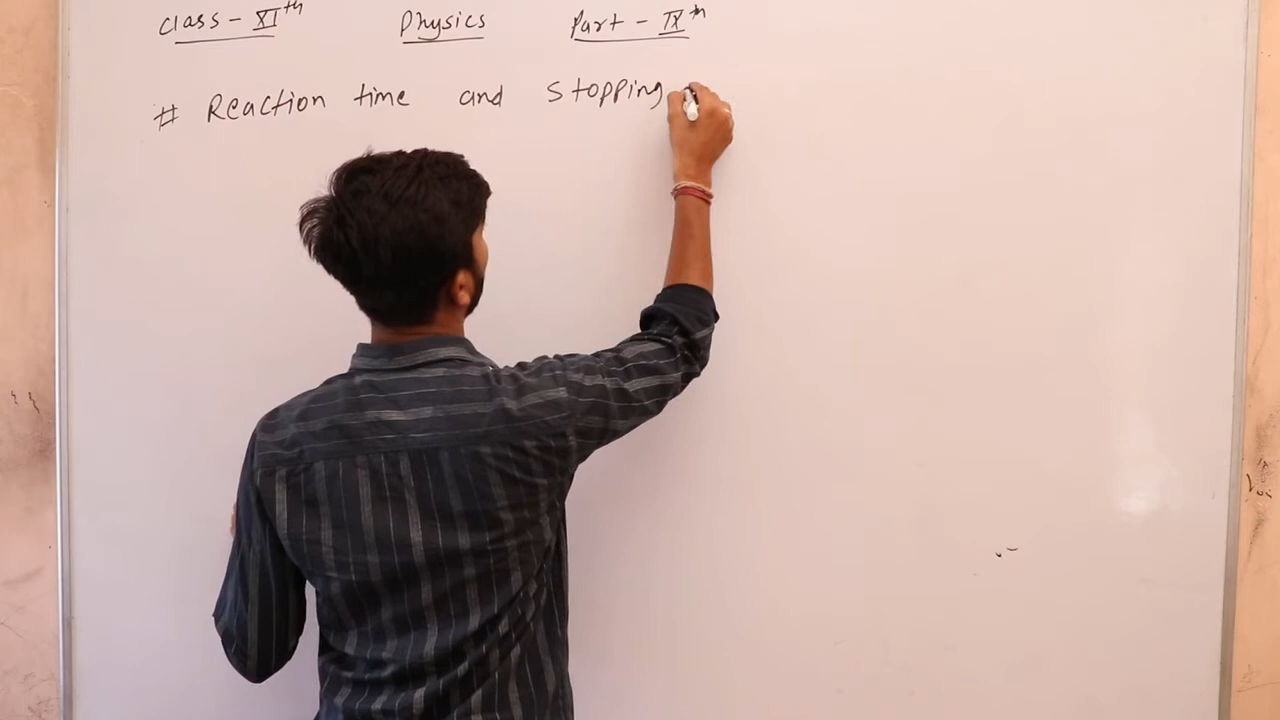 Class - XIth Physics Part - IXth
# Reaction time and stopping